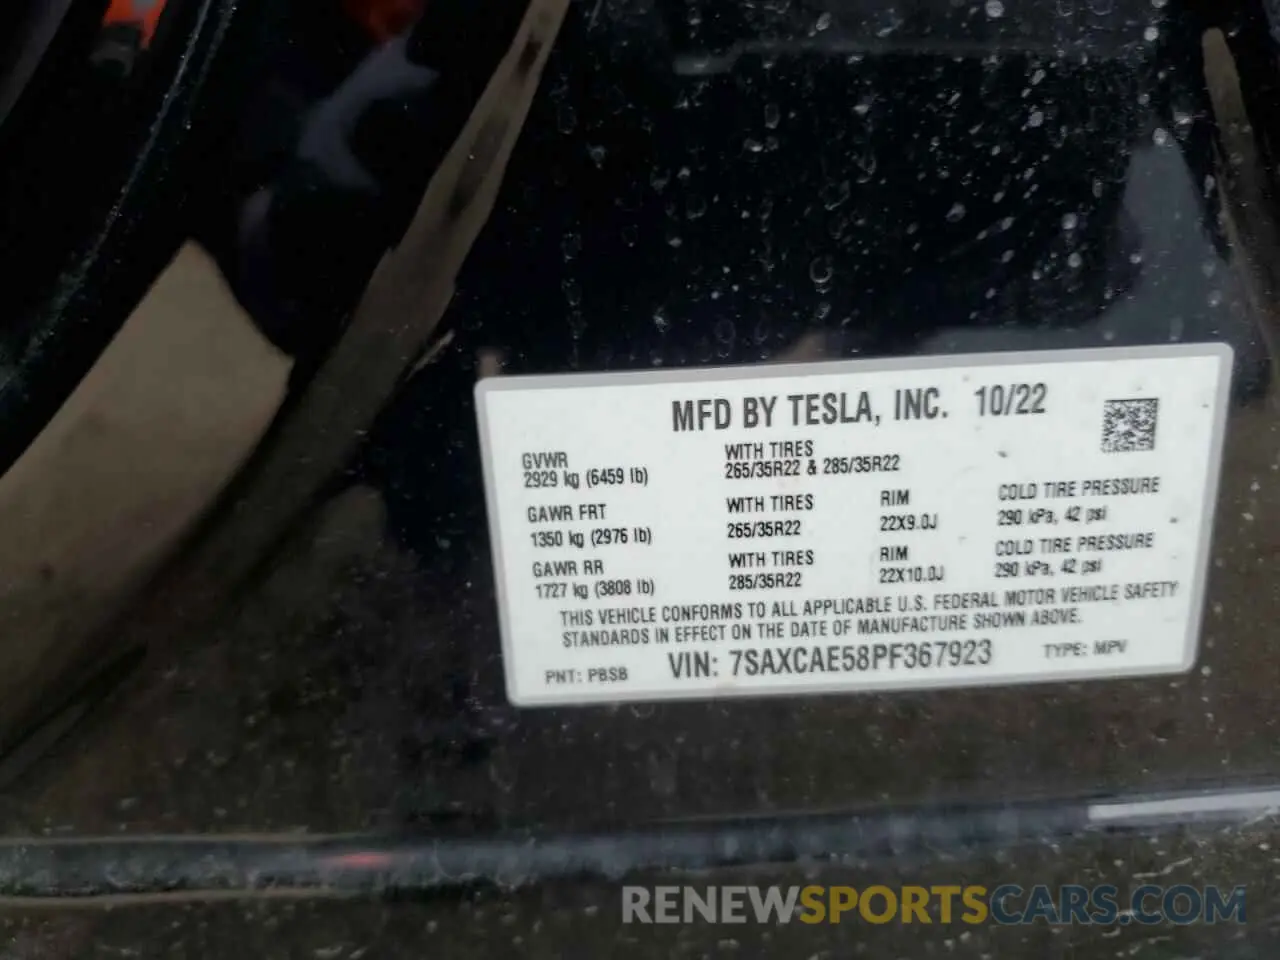 MFD BY TESLA, INC. 10/22
GVWR
2929 kg (6459 lb)
WITH TIRES
265/35R22 & 285/35R22
GAWR FRT
1350 kg (2976 lb)
WITH TIRES
265/35R22
RIM
22X9.0J
COLD TIRE PRESSURE
290 kPa, 42 psi
GAWR RR
1727 kg (3808 lb)
WITH TIRES
285/35R22
RIM
22X10.0J
COLD TIRE PRESSURE
290 kPa, 42 psi
THIS VEHICLE CONFORMS TO ALL APPLICABLE U.S. FEDERAL MOTOR VEHICLE SAFETY
STANDARDS IN EFFECT ON THE DATE OF MANUFACTURE SHOWN ABOVE.
PNT: PBSB VIN: 7SAXCAE58PF367923 TYPE: MPV
RENEWSPORTSCARS.COM